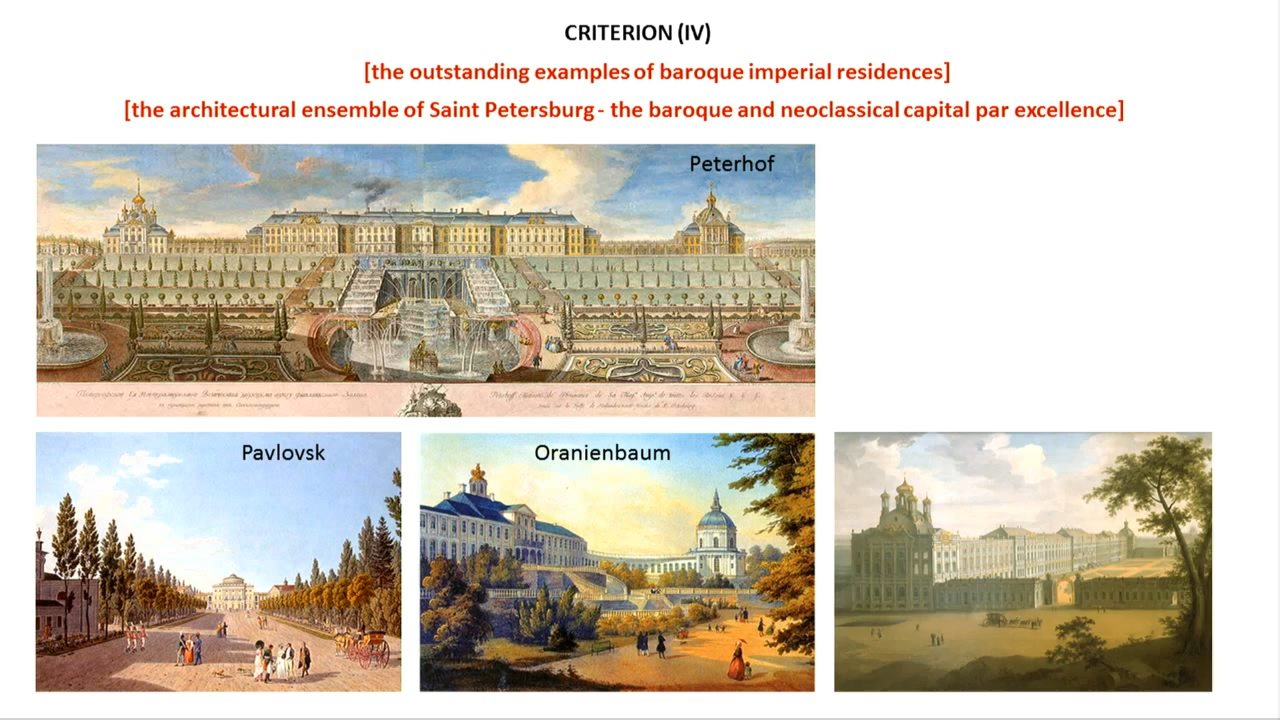 CRITERION (IV)
[the outstanding examples of baroque imperial residences]
[the architectural ensemble of Saint Petersburg - the baroque and neoclassical capital par excellence]
Peterhof
Pavlovsk
Oranienbaum